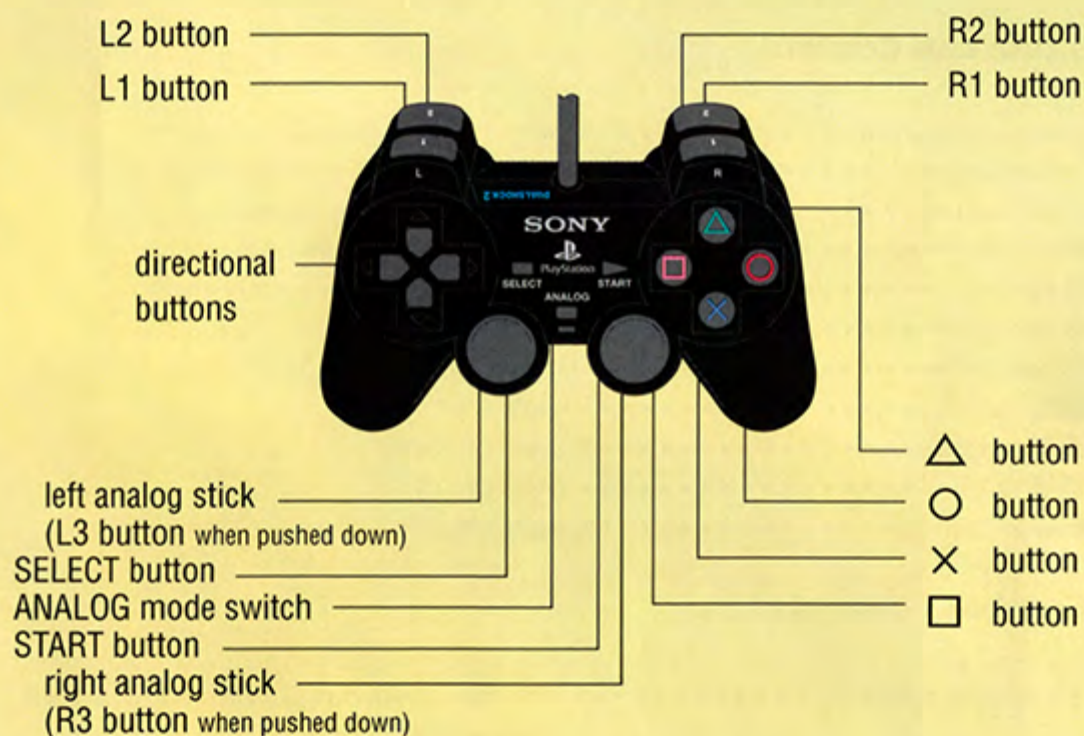 L2 button
R2 button
L1 button
R1 button
L
R
DUALSHOCK 2
SONY
PlayStation
SELECT
START
ANALOG
directional
buttons
△ button
left analog stick
(L3 button when pushed down)
○ button
SELECT button
× button
ANALOG mode switch
□ button
START button
right analog stick
(R3 button when pushed down)